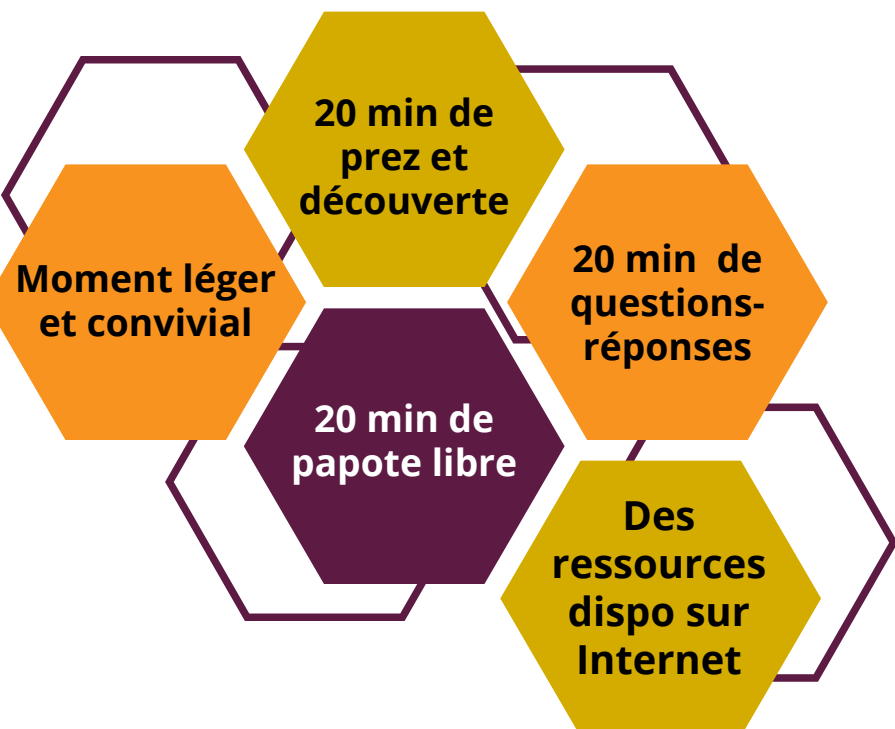 20 min de
prez et
découverte
Moment léger
et convivial
20 min  de
questions-
réponses
20 min de
papote libre
Des
ressources
dispo sur
Internet